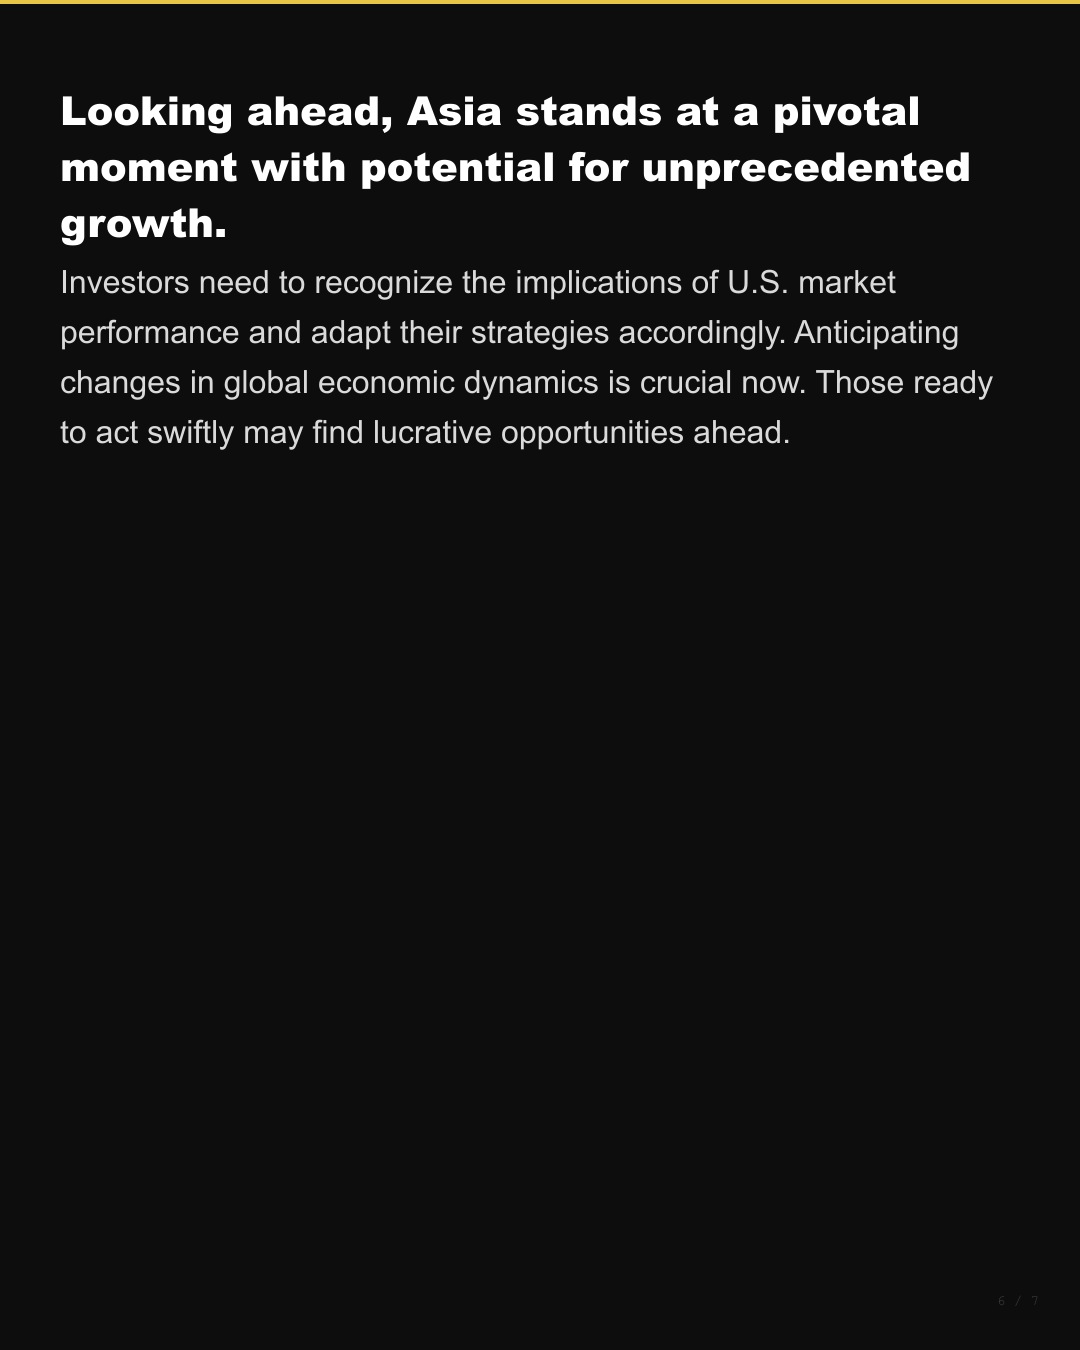 Looking ahead, Asia stands at a pivotal
moment with potential for unprecedented
growth.
Investors need to recognize the implications of U.S. market
performance and adapt their strategies accordingly. Anticipating
changes in global economic dynamics is crucial now. Those ready
to act swiftly may find lucrative opportunities ahead.
6 / 7